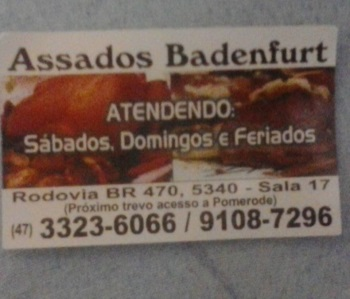 Assados Badenfurt
ATENDENDO:
Sábados, Domingos e Feriados
Rodovia BR 470, 5340 - Sala 17
(Próximo trevo acesso a Pomerode)
(47) 3323-6066 / 9108-7296